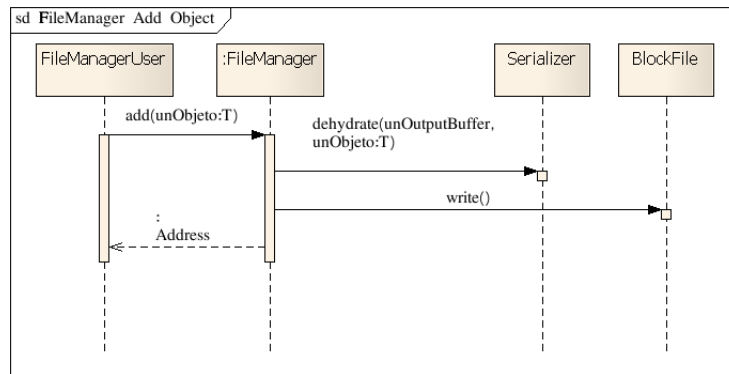 sd FileManager Add Object
FileManagerUser
:FileManager
Serializer
BlockFile
add(unObjeto:T)
dehydrate(unOutputBuffer,
unObjeto:T)
write()
:
Address